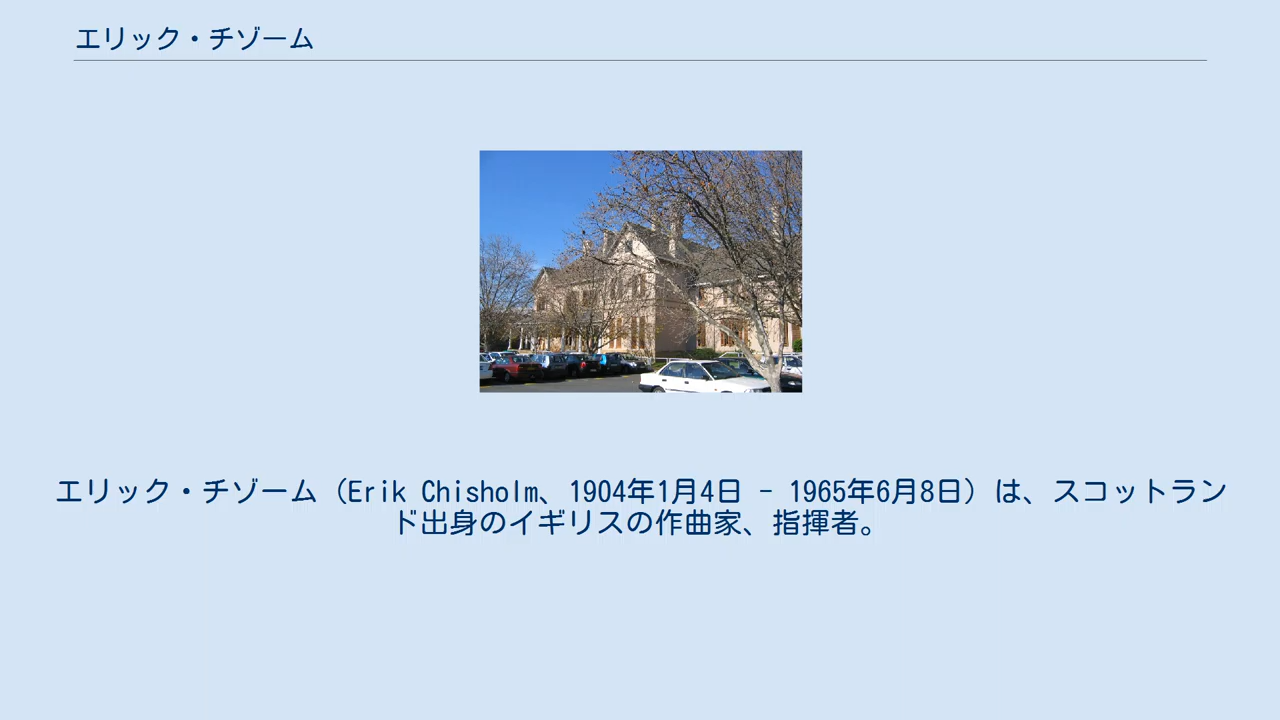 エリック・チゾーム
エリック・チゾーム（Erik Chisholm、1904年1月4日 - 1965年6月8日）は、スコットラン
ド出身のイギリスの作曲家、指揮者。